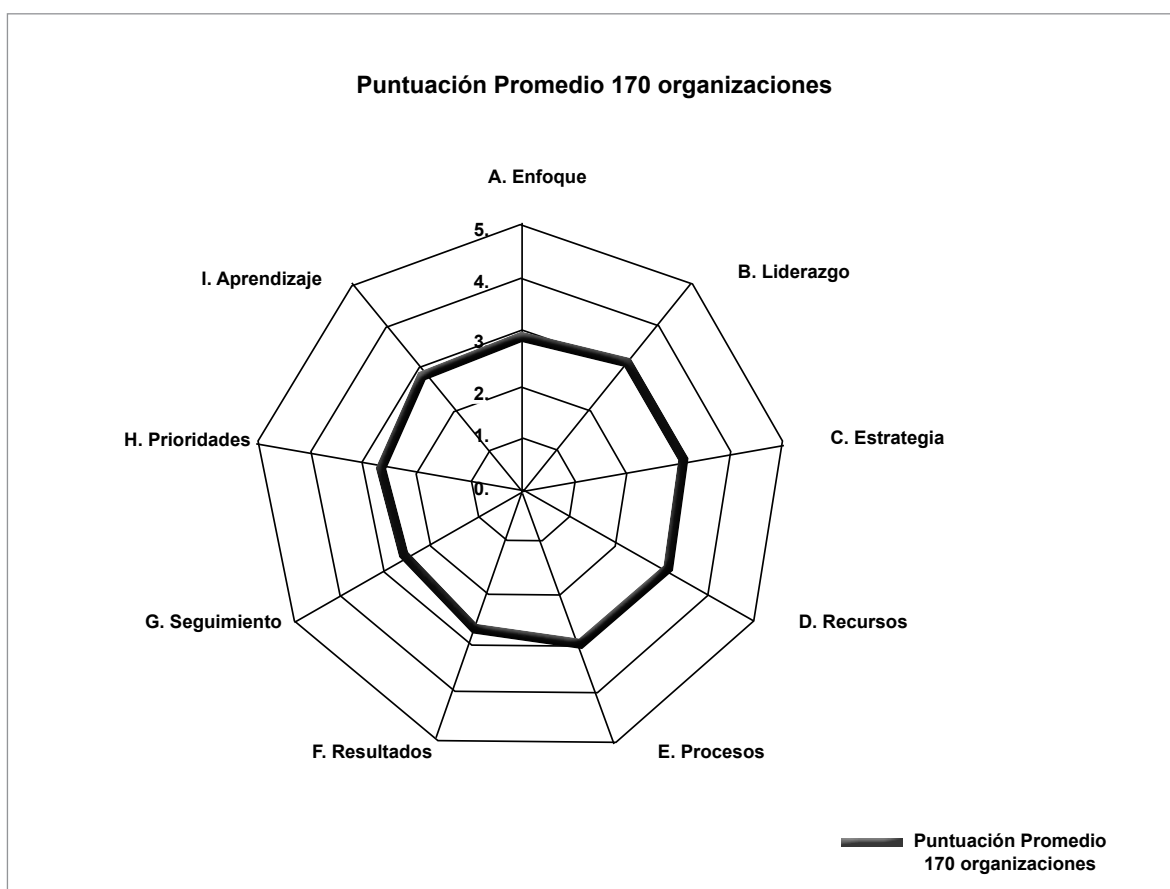 Puntuación Promedio 170 organizaciones
A. Enfoque
B. Liderazgo
C. Estrategia
D. Recursos
E. Procesos
F. Resultados
G. Seguimiento
H. Prioridades
I. Aprendizaje
5.
4.
3.
2.
1.
0.
Puntuación Promedio
170 organizaciones